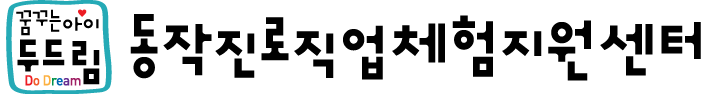 꿈꾸는아이
두드림
Do Dream
동작진로직업체험지원센터